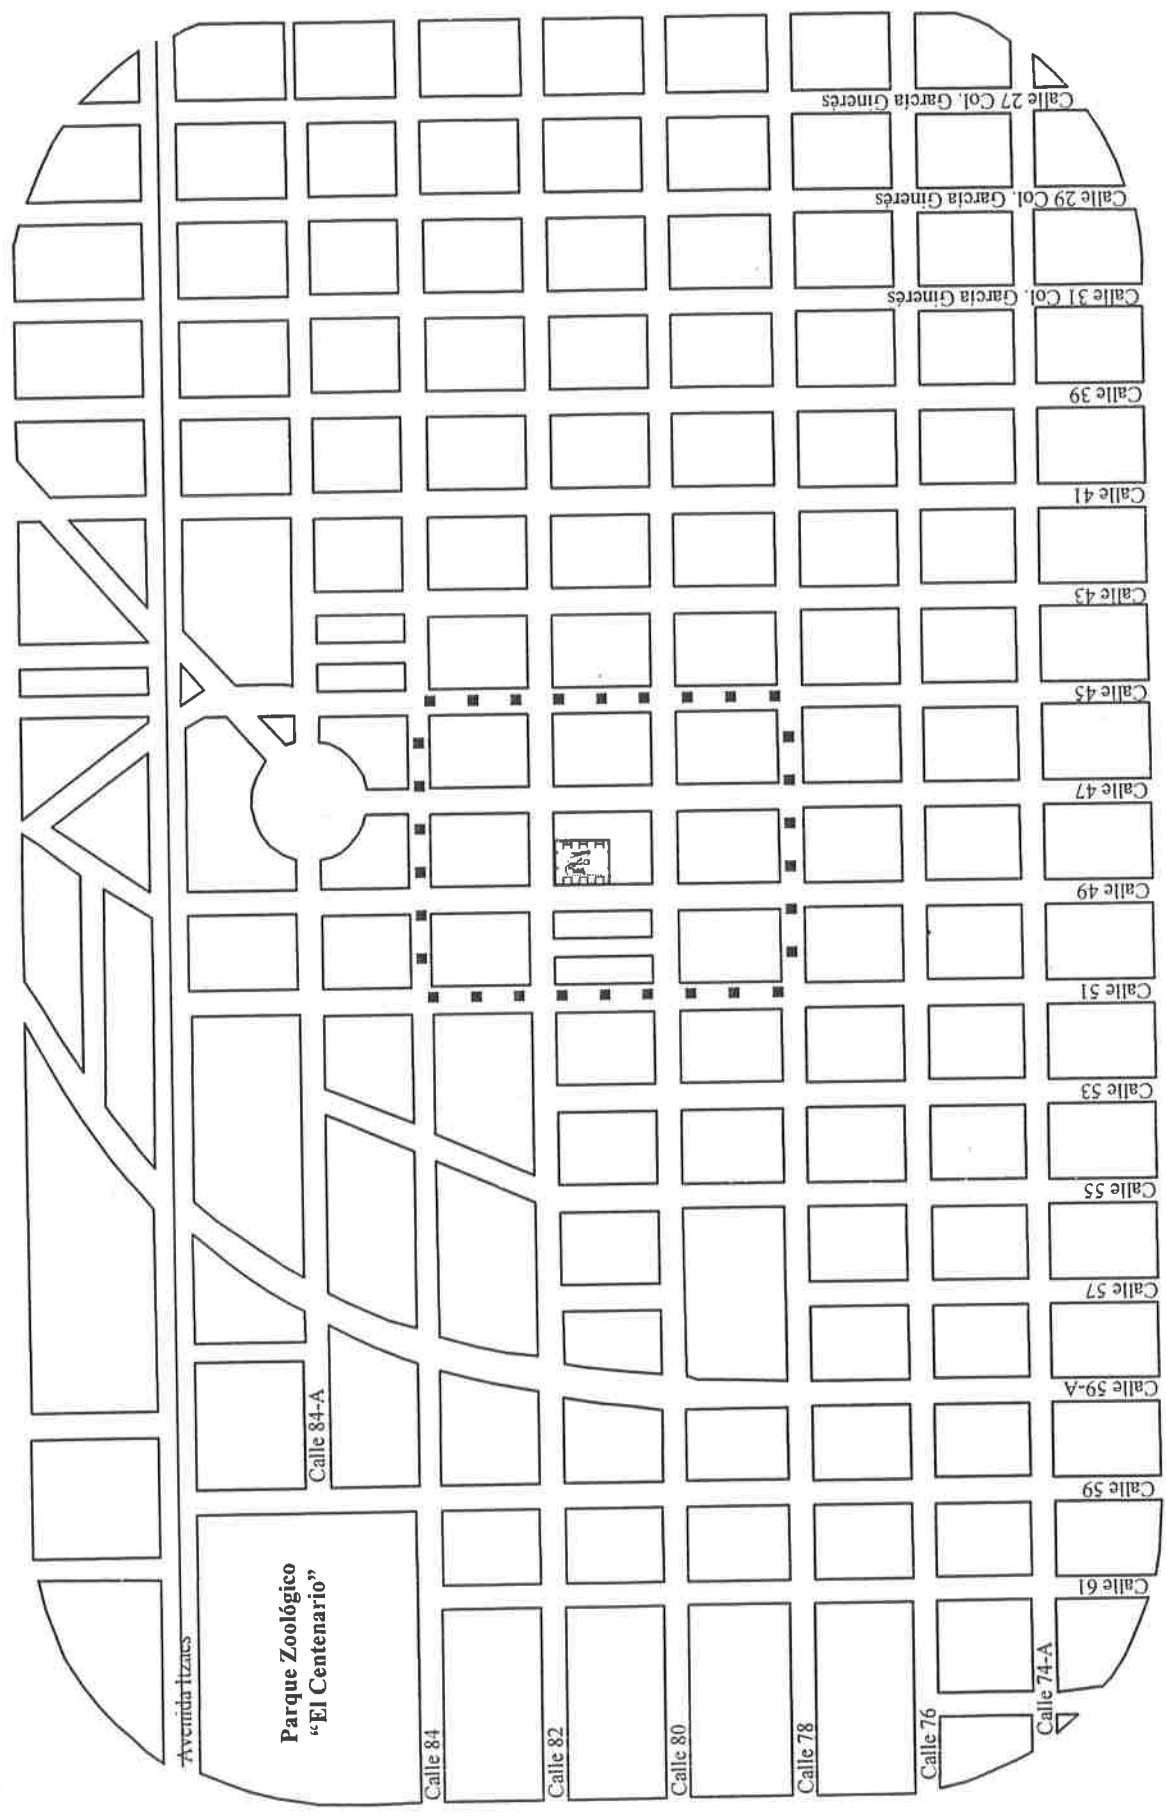 Calle 27 Col. García Ginerés
Calle 29 Col. García Ginerés
Calle 31 Col. García Ginerés
Calle 39
Calle 41
Calle 43
Calle 45
Calle 47
Calle 49
Calle 51
Calle 53
Calle 55
Calle 57
Calle 59-A
Calle 59
Calle 61
Avenida Itzaes
Parque Zoológico
“El Centenario”
Calle 84-A
Calle 84
Calle 82
Calle 80
Calle 78
Calle 76
Calle 74-A